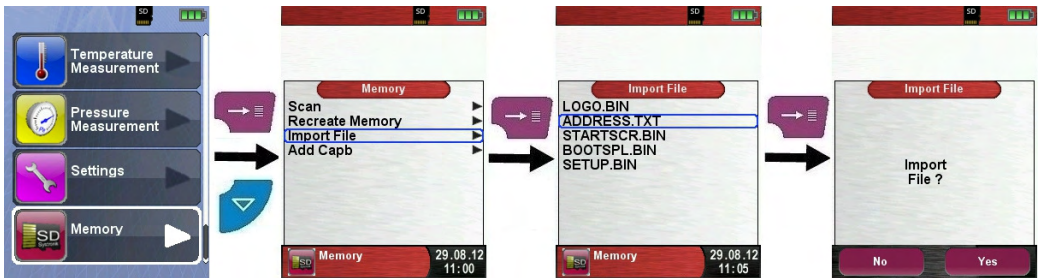 SD
Temperature
Measurement
Pressure
Measurement
Settings
SD
Memory
SD
Memory
Scan
Recreate Memory
Import File
Add Capb
SD
Memory
29.08.12
11:00
SD
Import File
LOGO.BIN
ADDRESS.TXT
STARTSCR.BIN
BOOTSPL.BIN
SETUP.BIN
SD
Memory
29.08.12
11:05
SD
Import File
Import
File ?
No
Yes